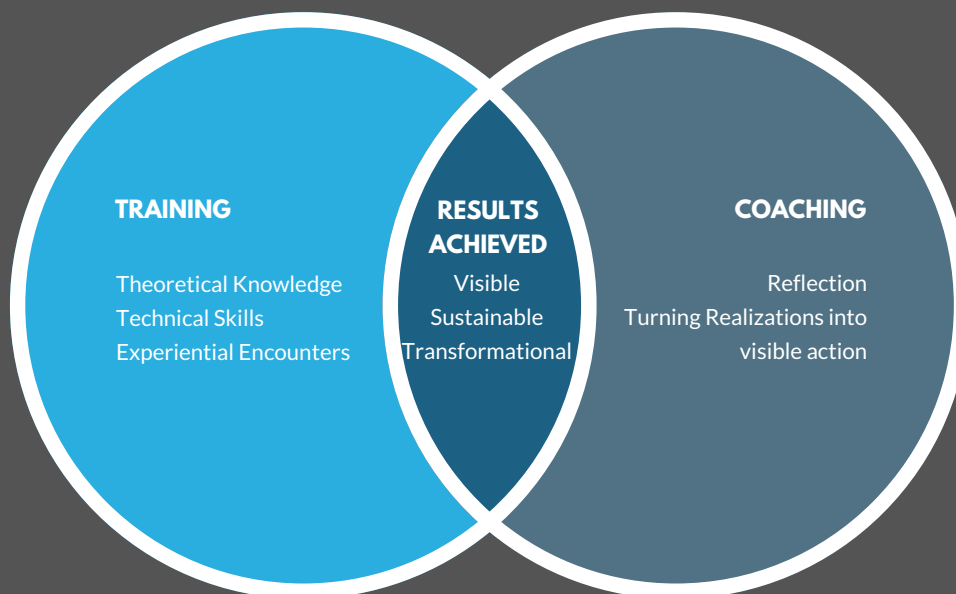 TRAINING
Theoretical Knowledge
Technical Skills
Experiential Encounters
RESULTS
ACHIEVED
Visible
Sustainable
Transformational
COACHING
Reflection
Turning Realizations into
visible action